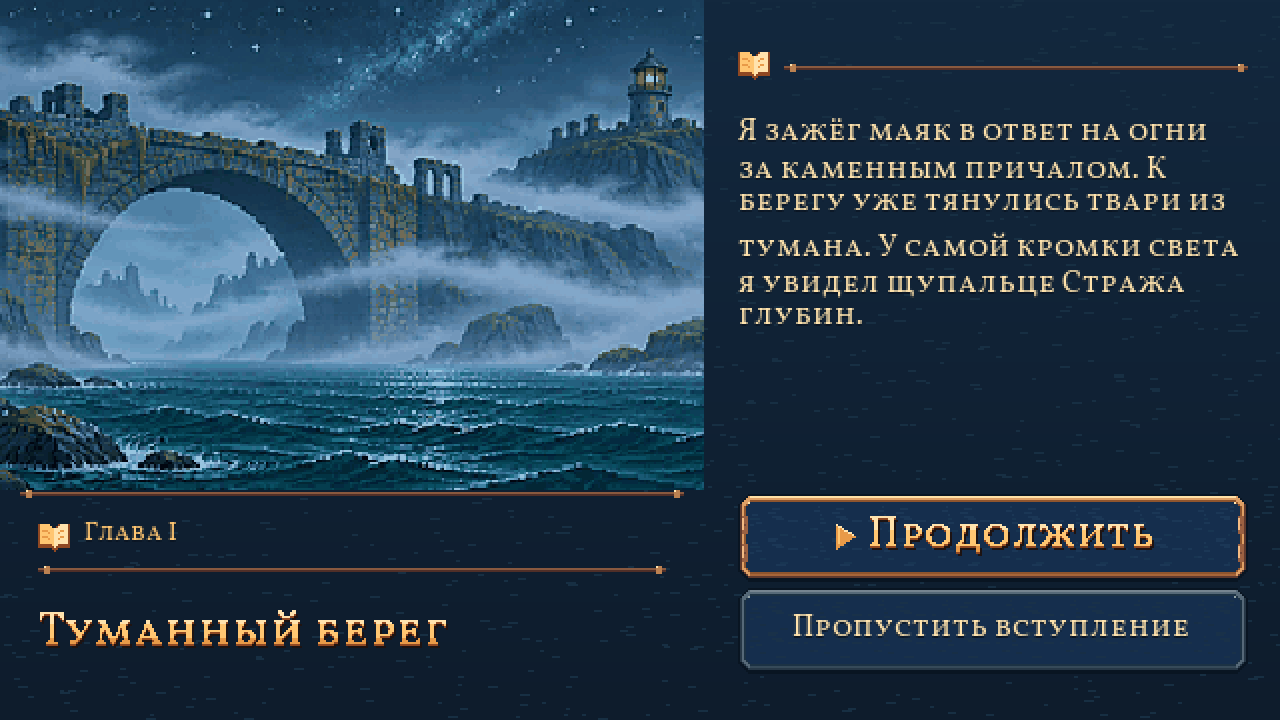 Глава I
Туманный берег
Я зажёг маяк в ответ на огни
за каменным причалом. К
берегу уже тянулись твари из
тумана. У самой кромки света
я увидел щупальце Стража
глубин.
Продолжить
Пропустить вступление